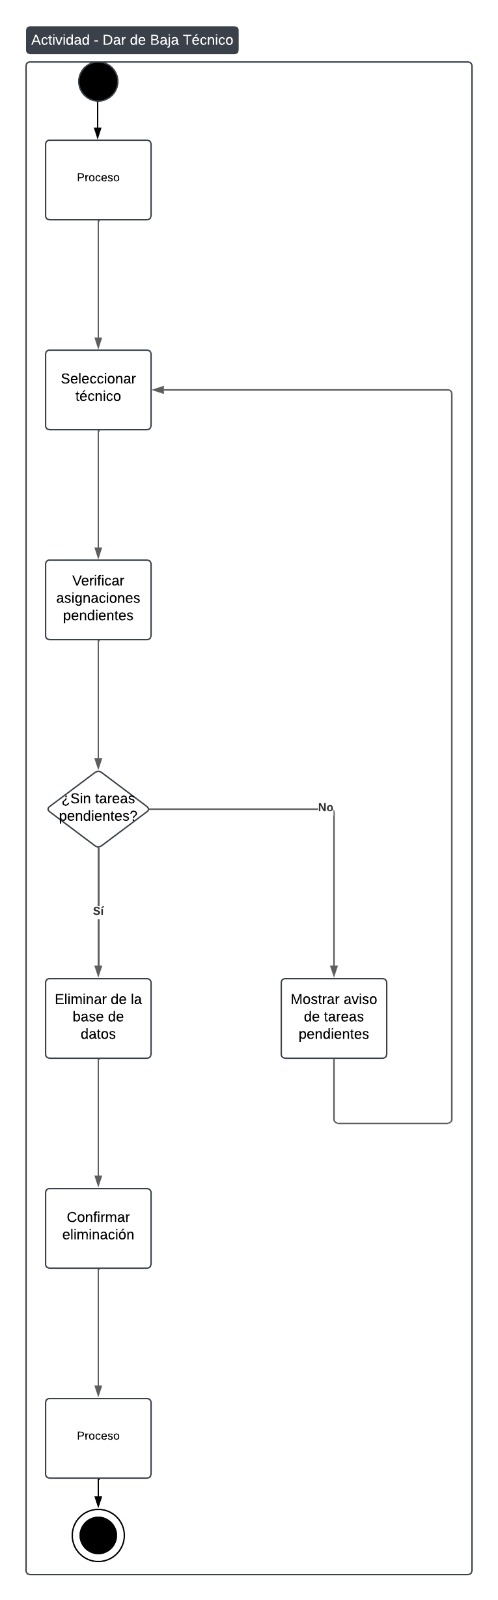 Actividad - Dar de Baja Técnico
Proceso
Seleccionar
técnico
Verificar
asignaciones
pendientes
¿Sin tareas
pendientes?
No
Sí
Eliminar de la
base de
datos
Mostrar aviso
de tareas
pendientes
Confirmar
eliminación
Proceso